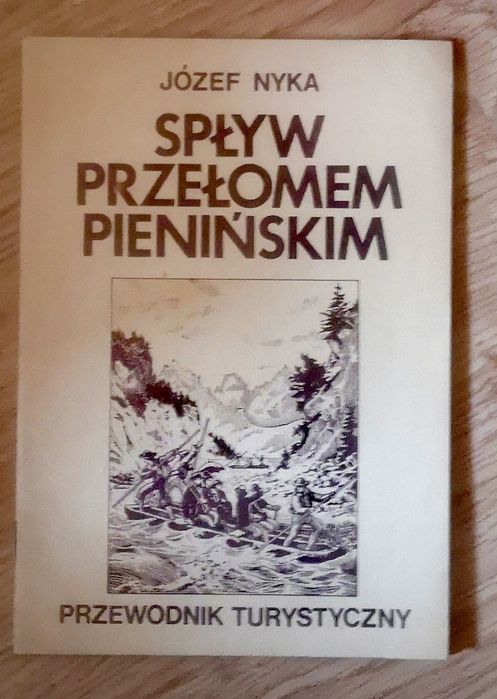 JÓZEF NYKA
SPŁYW
PRZEŁOMEM
PIENIŃSKIM
PRZEWODNIK TURYSTYCZNY